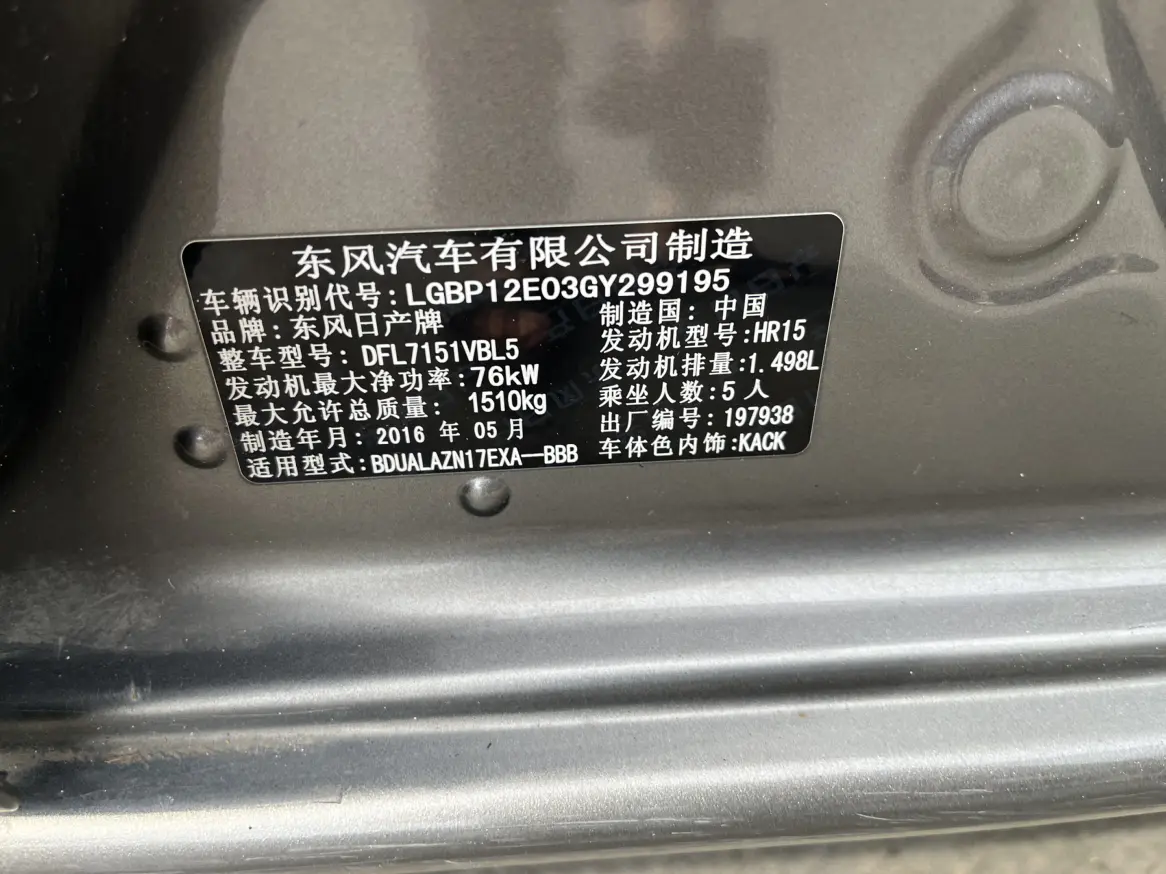 东风汽车有限公司制造
车辆识别代号:LGBP12E03GY299195
品牌:东风日产牌 制造国:中国
整车型号:DFL7151VBL5 发动机型号:HR15
发动机最大净功率:76kW 发动机排量:1.498L
最大允许总质量: 1510kg 乘坐人数:5 人
制造年月:2016 年 05 月 出厂编号:197938
适用型式:BDUALAZN17EXA—BBB 车体色内饰:KACK